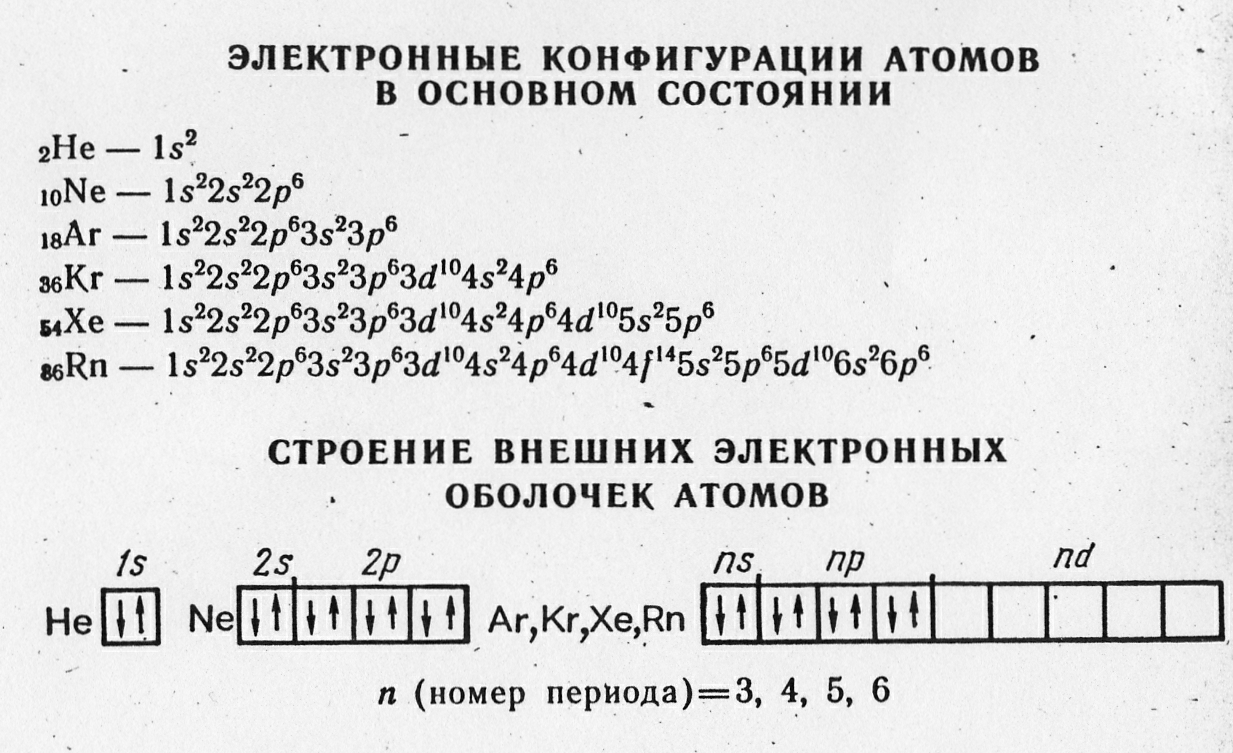 ЭЛЕКТРОННЫЕ КОНФИГУРАЦИИ АТОМОВ
В ОСНОВНОМ СОСТОЯНИИ
₂He — 1s²
₁₀Ne — 1s²2s²2p⁶
₁₈Ar — 1s²2s²2p⁶3s²3p⁶
₃₆Kr — 1s²2s²2p⁶3s²3p⁶3d¹⁰4s²4p⁶
₅₄Xe — 1s²2s²2p⁶3s²3p⁶3d¹⁰4s²4p⁶4d¹⁰5s²5p⁶
₈₆Rn — 1s²2s²2p⁶3s²3p⁶3d¹⁰4s²4p⁶4d¹⁰4f¹⁴5s²5p⁶5d¹⁰6s²6p⁶
СТРОЕНИЕ ВНЕШНИХ ЭЛЕКТРОННЫХ
ОБОЛОЧЕК АТОМОВ
1s 2s 2p ns np nd
He Ne Ar,Kr,Xe,Rn
n (номер периода)=3, 4, 5, 6